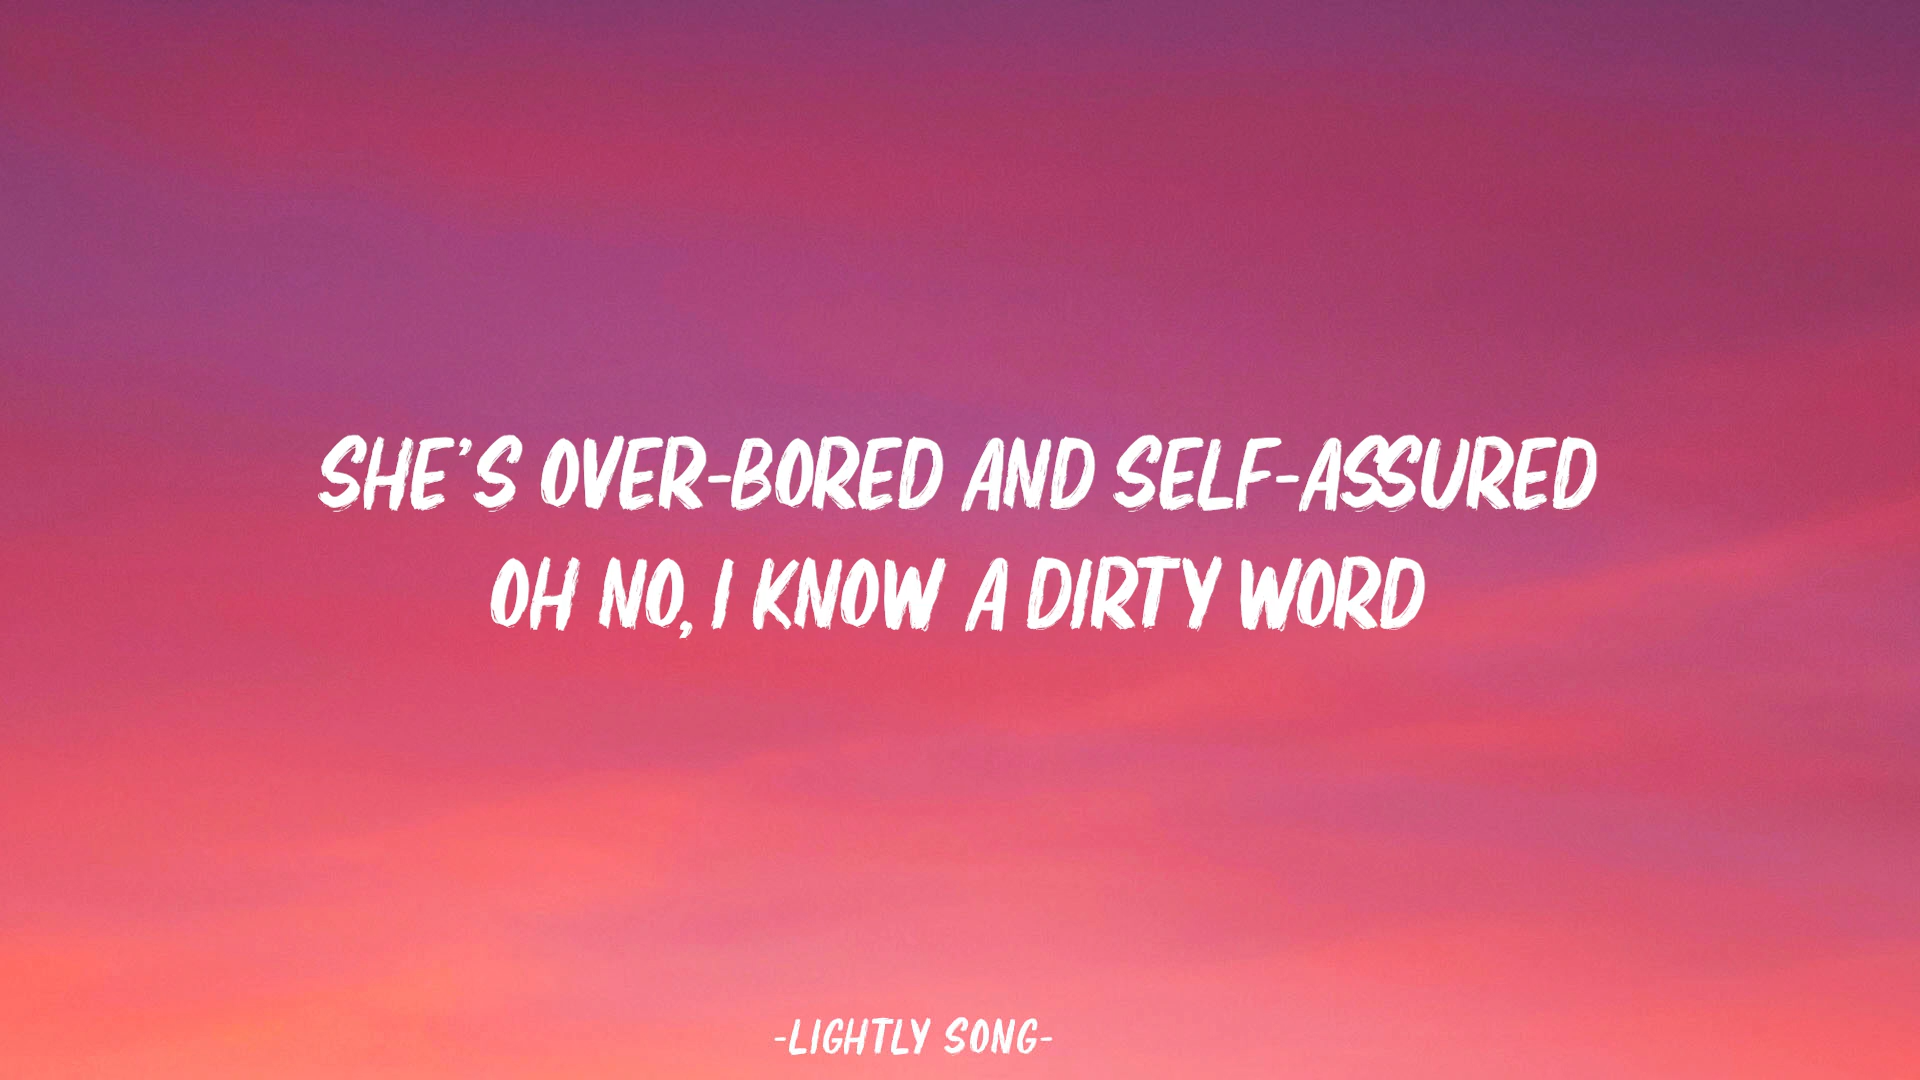 SHE'S OVER-BORED AND SELF-ASSURED
OH NO, I KNOW A DIRTY WORD
-LIGHTLY SONG-